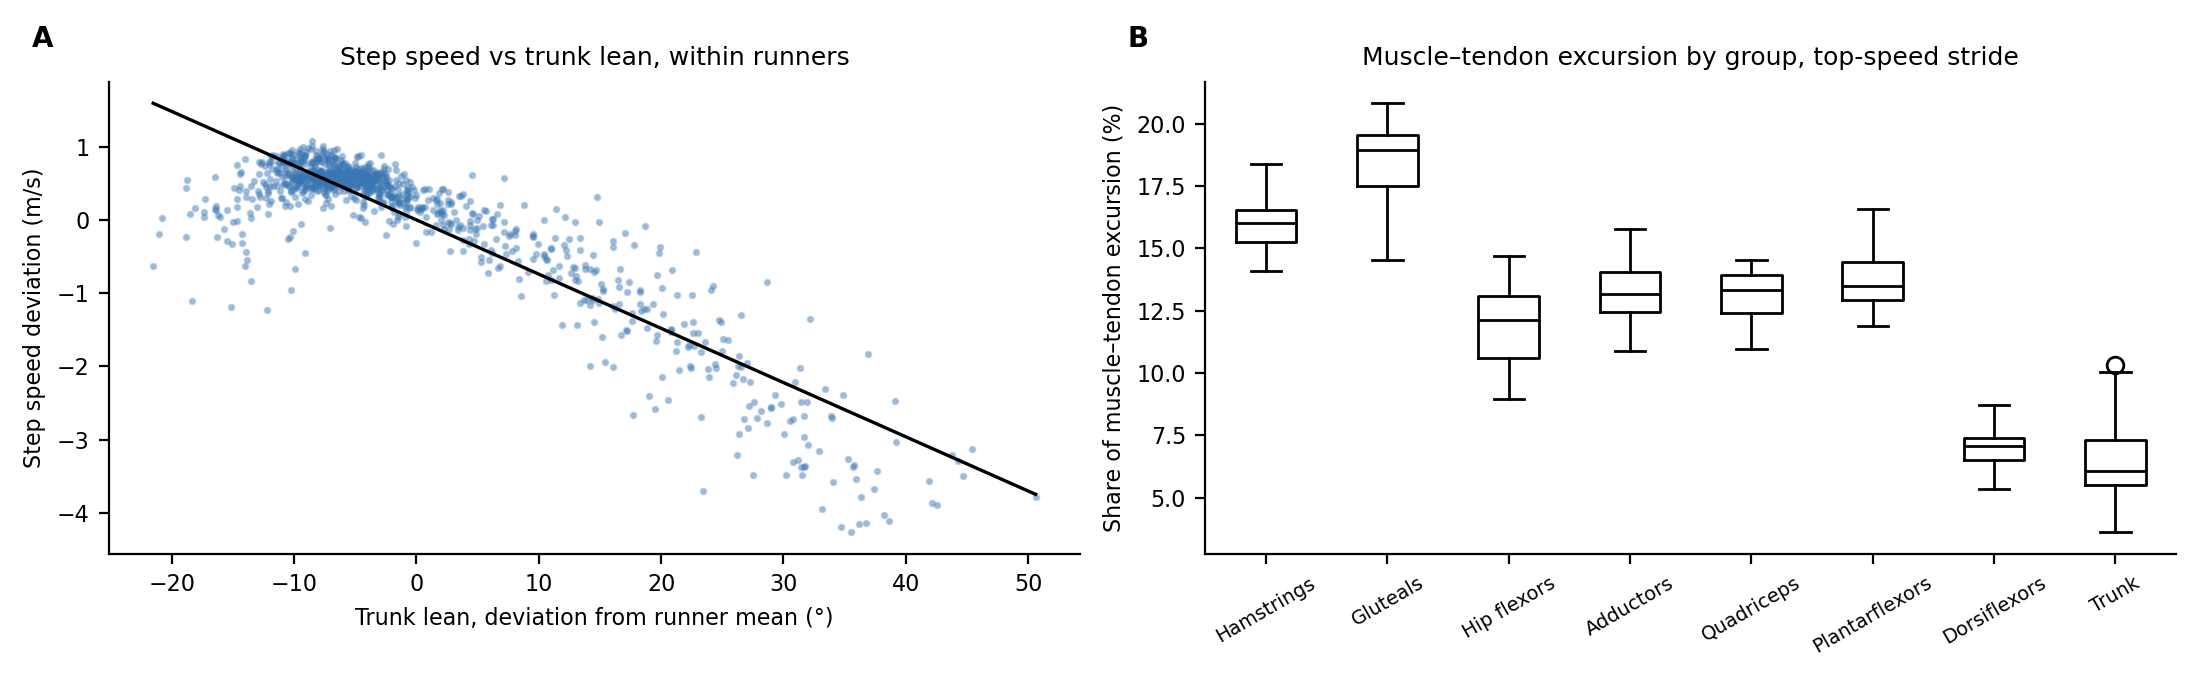 A
Step speed vs trunk lean, within runners
Step speed deviation (m/s)
1
0
−1
−2
−3
−4
−20
−10
0
10
20
30
40
50
Trunk lean, deviation from runner mean (°)
B
Muscle–tendon excursion by group, top-speed stride
Share of muscle–tendon excursion (%)
20.0
17.5
15.0
12.5
10.0
7.5
5.0
Hamstrings
Gluteals
Hip flexors
Adductors
Quadriceps
Plantarflexors
Dorsiflexors
Trunk